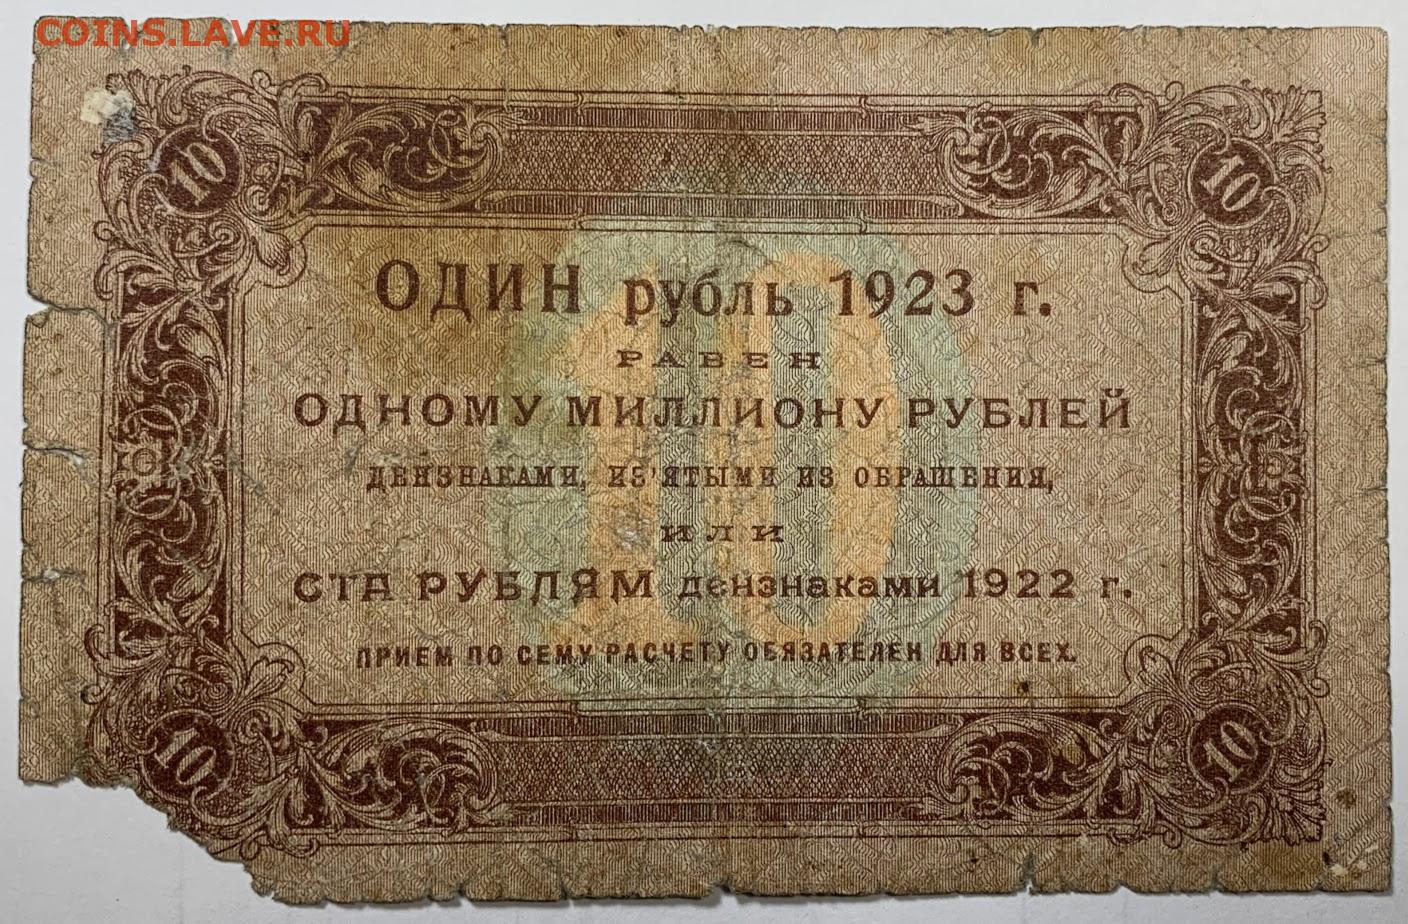 COINS.LAVE.RU
10
10
ОДИН рубль 1923 г.
РАВЕН
ОДНОМУ МИЛЛИОНУ РУБЛЕЙ
ДЕНЗНАКАМИ, ИЗ'ЯТЫМИ ИЗ ОБРАЩЕНИЯ,
ИЛИ
СТА РУБЛЯМ дензнаками 1922 г.
ПРИЕМ ПО СЕМУ РАСЧЕТУ ОБЯЗАТЕЛЕН ДЛЯ ВСЕХ.
10
10
10